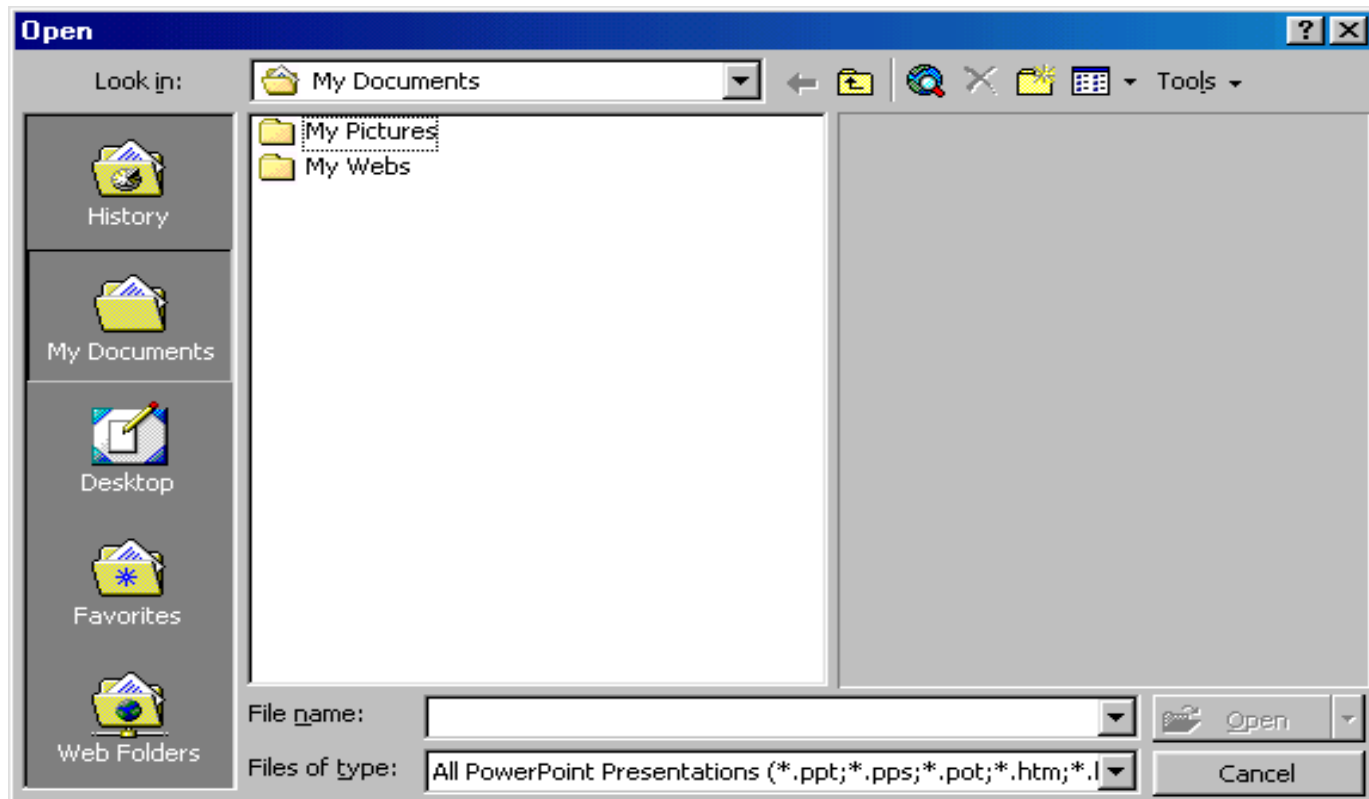 Open
Look in: My Documents Tools
My Pictures
My Webs
History
My Documents
Desktop
Favorites
Web Folders
File name: Open
Files of type: All PowerPoint Presentations (*.ppt;*.pps;*.pot;*.htm;*. Cancel